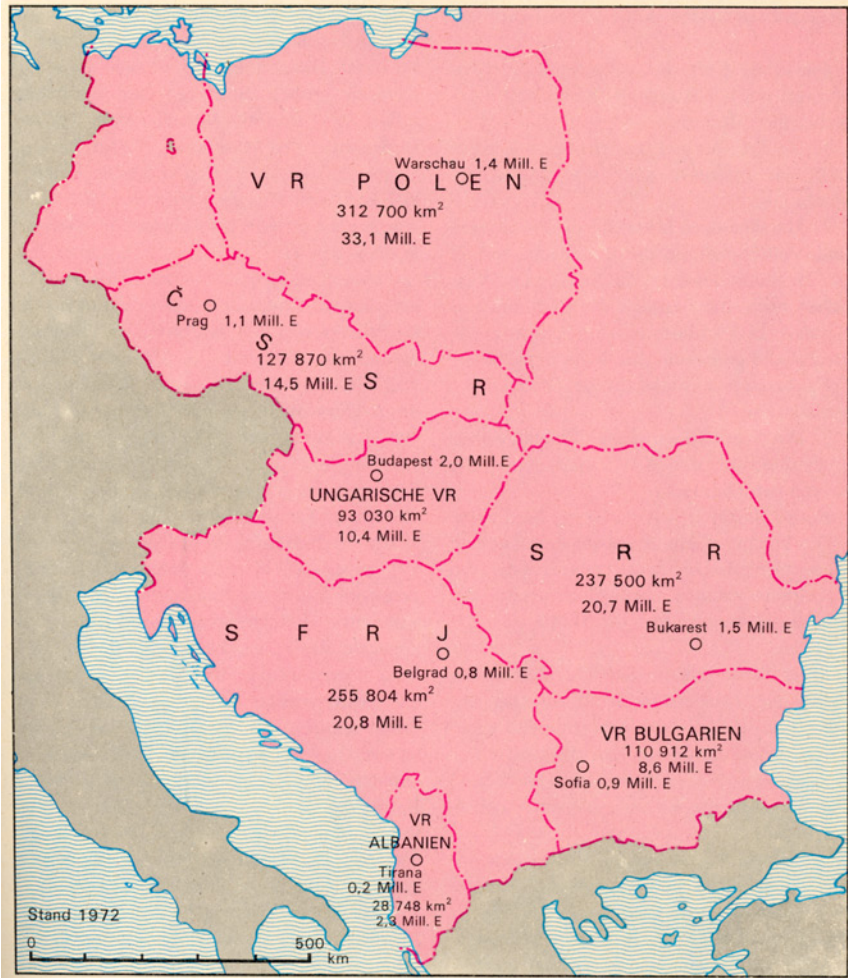 Warschau 1,4 Mill. E
V R P O L E N
312 700 km²
33,1 Mill. E
Č S S R
Prag 1,1 Mill. E
127 870 km²
14,5 Mill. E
Budapest 2,0 Mill.E
UNGARISCHE VR
93 030 km²
10,4 Mill. E
S R R
237 500 km²
20,7 Mill. E
Bukarest 1,5 Mill. E
S F R J
Belgrad 0,8 Mill. E
255 804 km²
20,8 Mill. E
VR BULGARIEN
110 912 km²
8,6 Mill. E
Sofia 0,9 Mill. E
VR
ALBANIEN
Tirana
0,2 Mill. E
28 748 km²
2,3 Mill. E
Stand 1972
0 500
km